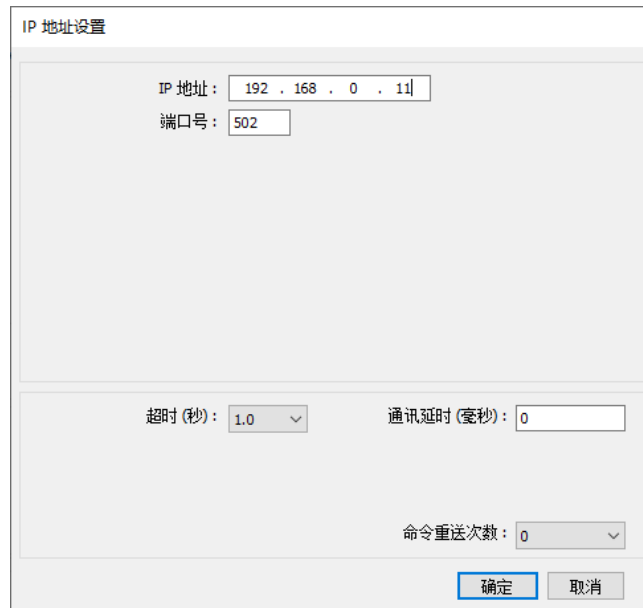 IP 地址设置
IP 地址： 192 . 168 . 0 . 11
端口号： 502
超时 (秒)： 1.0 通讯延时 (毫秒)： 0
命令重送次数： 0
确定 取消